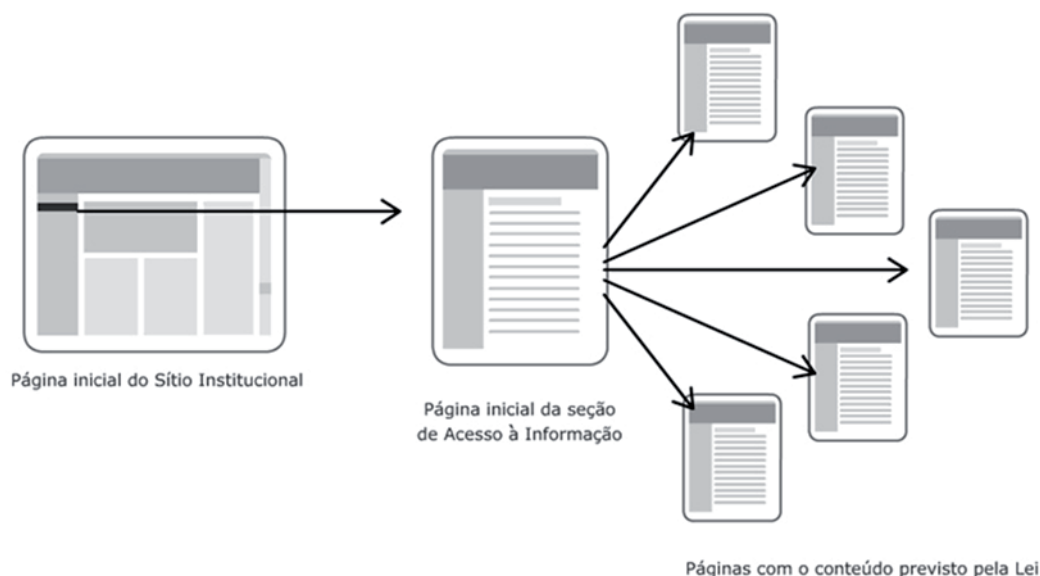 Página inicial do Sítio Institucional
Página inicial da seção
de Acesso à Informação
Páginas com o conteúdo previsto pela Lei